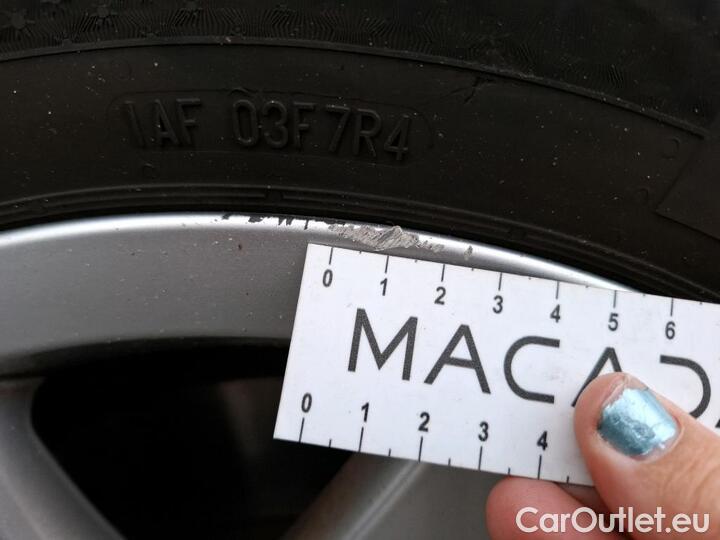 1AF 03F7R4
0 1 2 3 4 5 6
MACAD
0 1 2 3 4
CarOutlet.eu